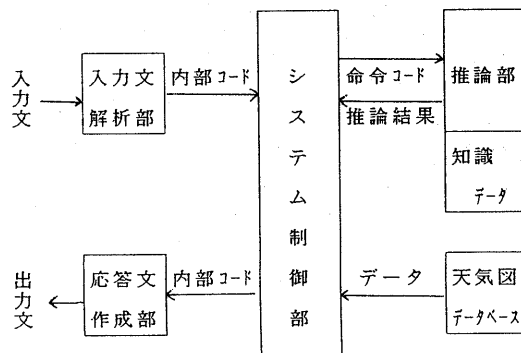 入力文
入力文
解析部
内部コード
システム制御部
命令コード
推論結果
推論部
知識
データ
出力文
応答文
作成部
内部コード
データ
天気図
データベース